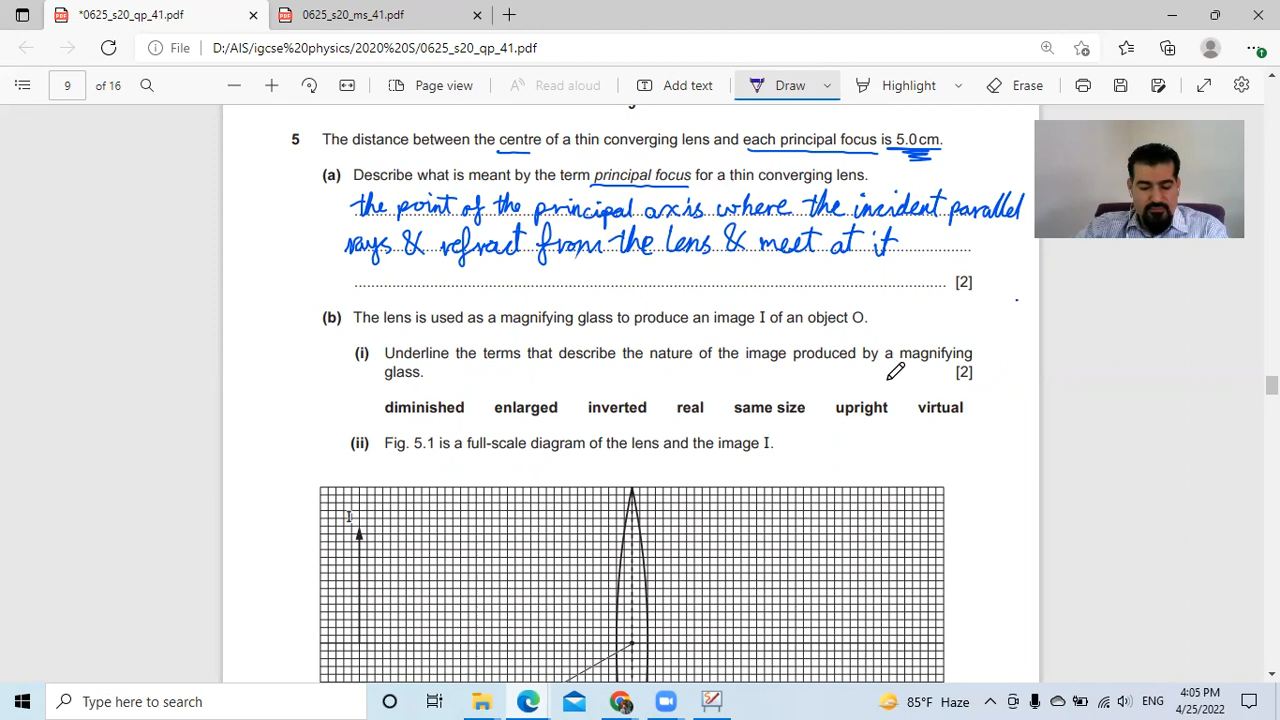 *0625_s20_qp_41.pdf
0625_s20_ms_41.pdf
File D:/AIS/igcse%20physics/2020%20S/0625_s20_qp_41.pdf
9 of 16
Page view
Read aloud
Add text
Draw
Highlight
Erase
5 The distance between the centre of a thin converging lens and each principal focus is 5.0 cm.
(a) Describe what is meant by the term principal focus for a thin converging lens.
the point of the principal axis where the incident parallel
rays & refract from the lens & meet at it
[2]
(b) The lens is used as a magnifying glass to produce an image I of an object O.
(i) Underline the terms that describe the nature of the image produced by a magnifying
glass. [2]
diminished enlarged inverted real same size upright virtual
(ii) Fig. 5.1 is a full-scale diagram of the lens and the image I.
I
Type here to search
85°F Haze
ENG
4:05 PM
4/25/2022